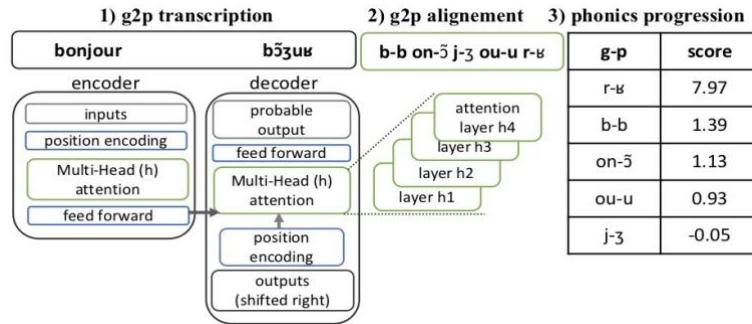 1) g2p transcription
2) g2p alignement
3) phonics progression
bonjour
bɔ̃ʒuʁ
b-b on-ɔ̃ j-ʒ ou-u r-ʁ
encoder
inputs
position encoding
Multi-Head (h)
attention
feed forward
decoder
probable
output
feed forward
Multi-Head (h)
attention
position
encoding
outputs
(shifted right)
attention
layer h4
layer h3
layer h2
layer h1
g-p score
r-ʁ 7.97
b-b 1.39
on-ɔ̃ 1.13
ou-u 0.93
j-ʒ -0.05